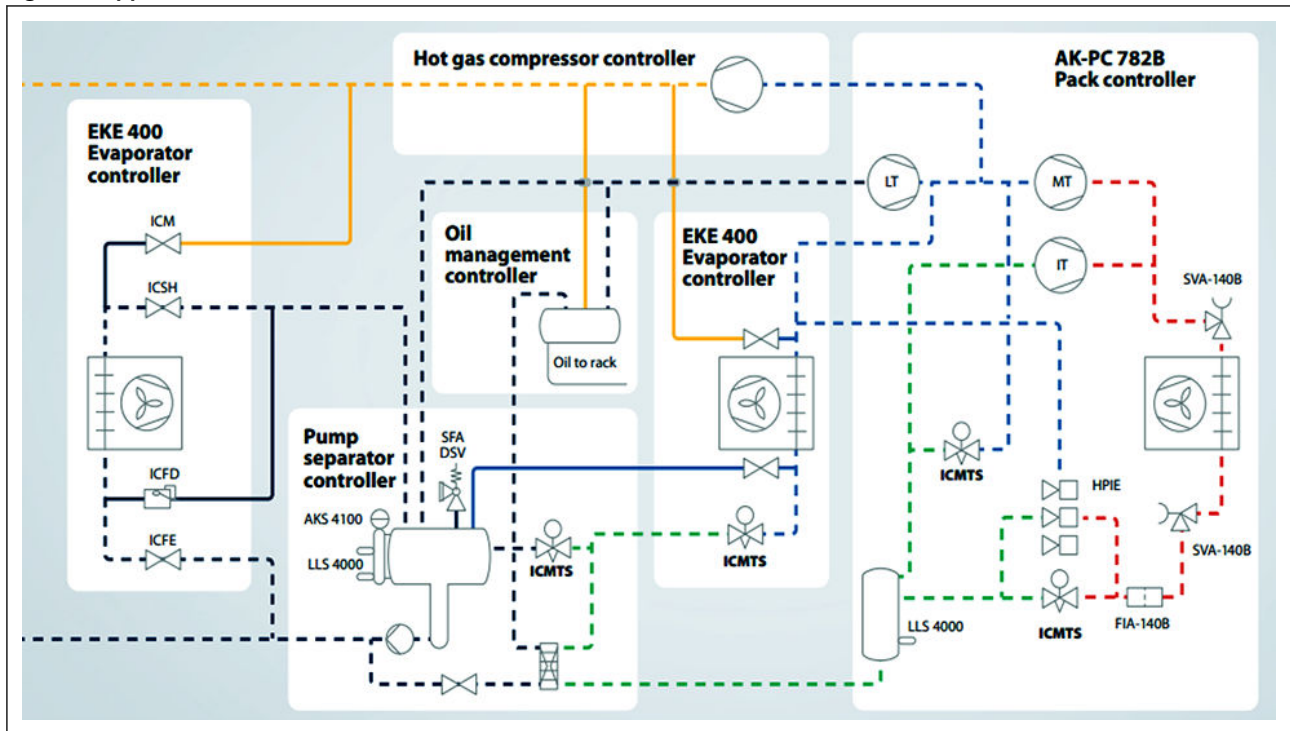 Hot gas compressor controller
AK-PC 782B
Pack controller
EKE 400
Evaporator
controller
LT
MT
ICM
Oil
management
controller
EKE 400
Evaporator
controller
IT
SVA-140B
ICSH
Oil to rack
Pump
separator
controller
SFA
DSV
ICFD
ICMTS
HPIE
AKS 4100
ICFE
LLS 4000
ICMTS
ICMTS
SVA-140B
LLS 4000
ICMTS
FIA-140B